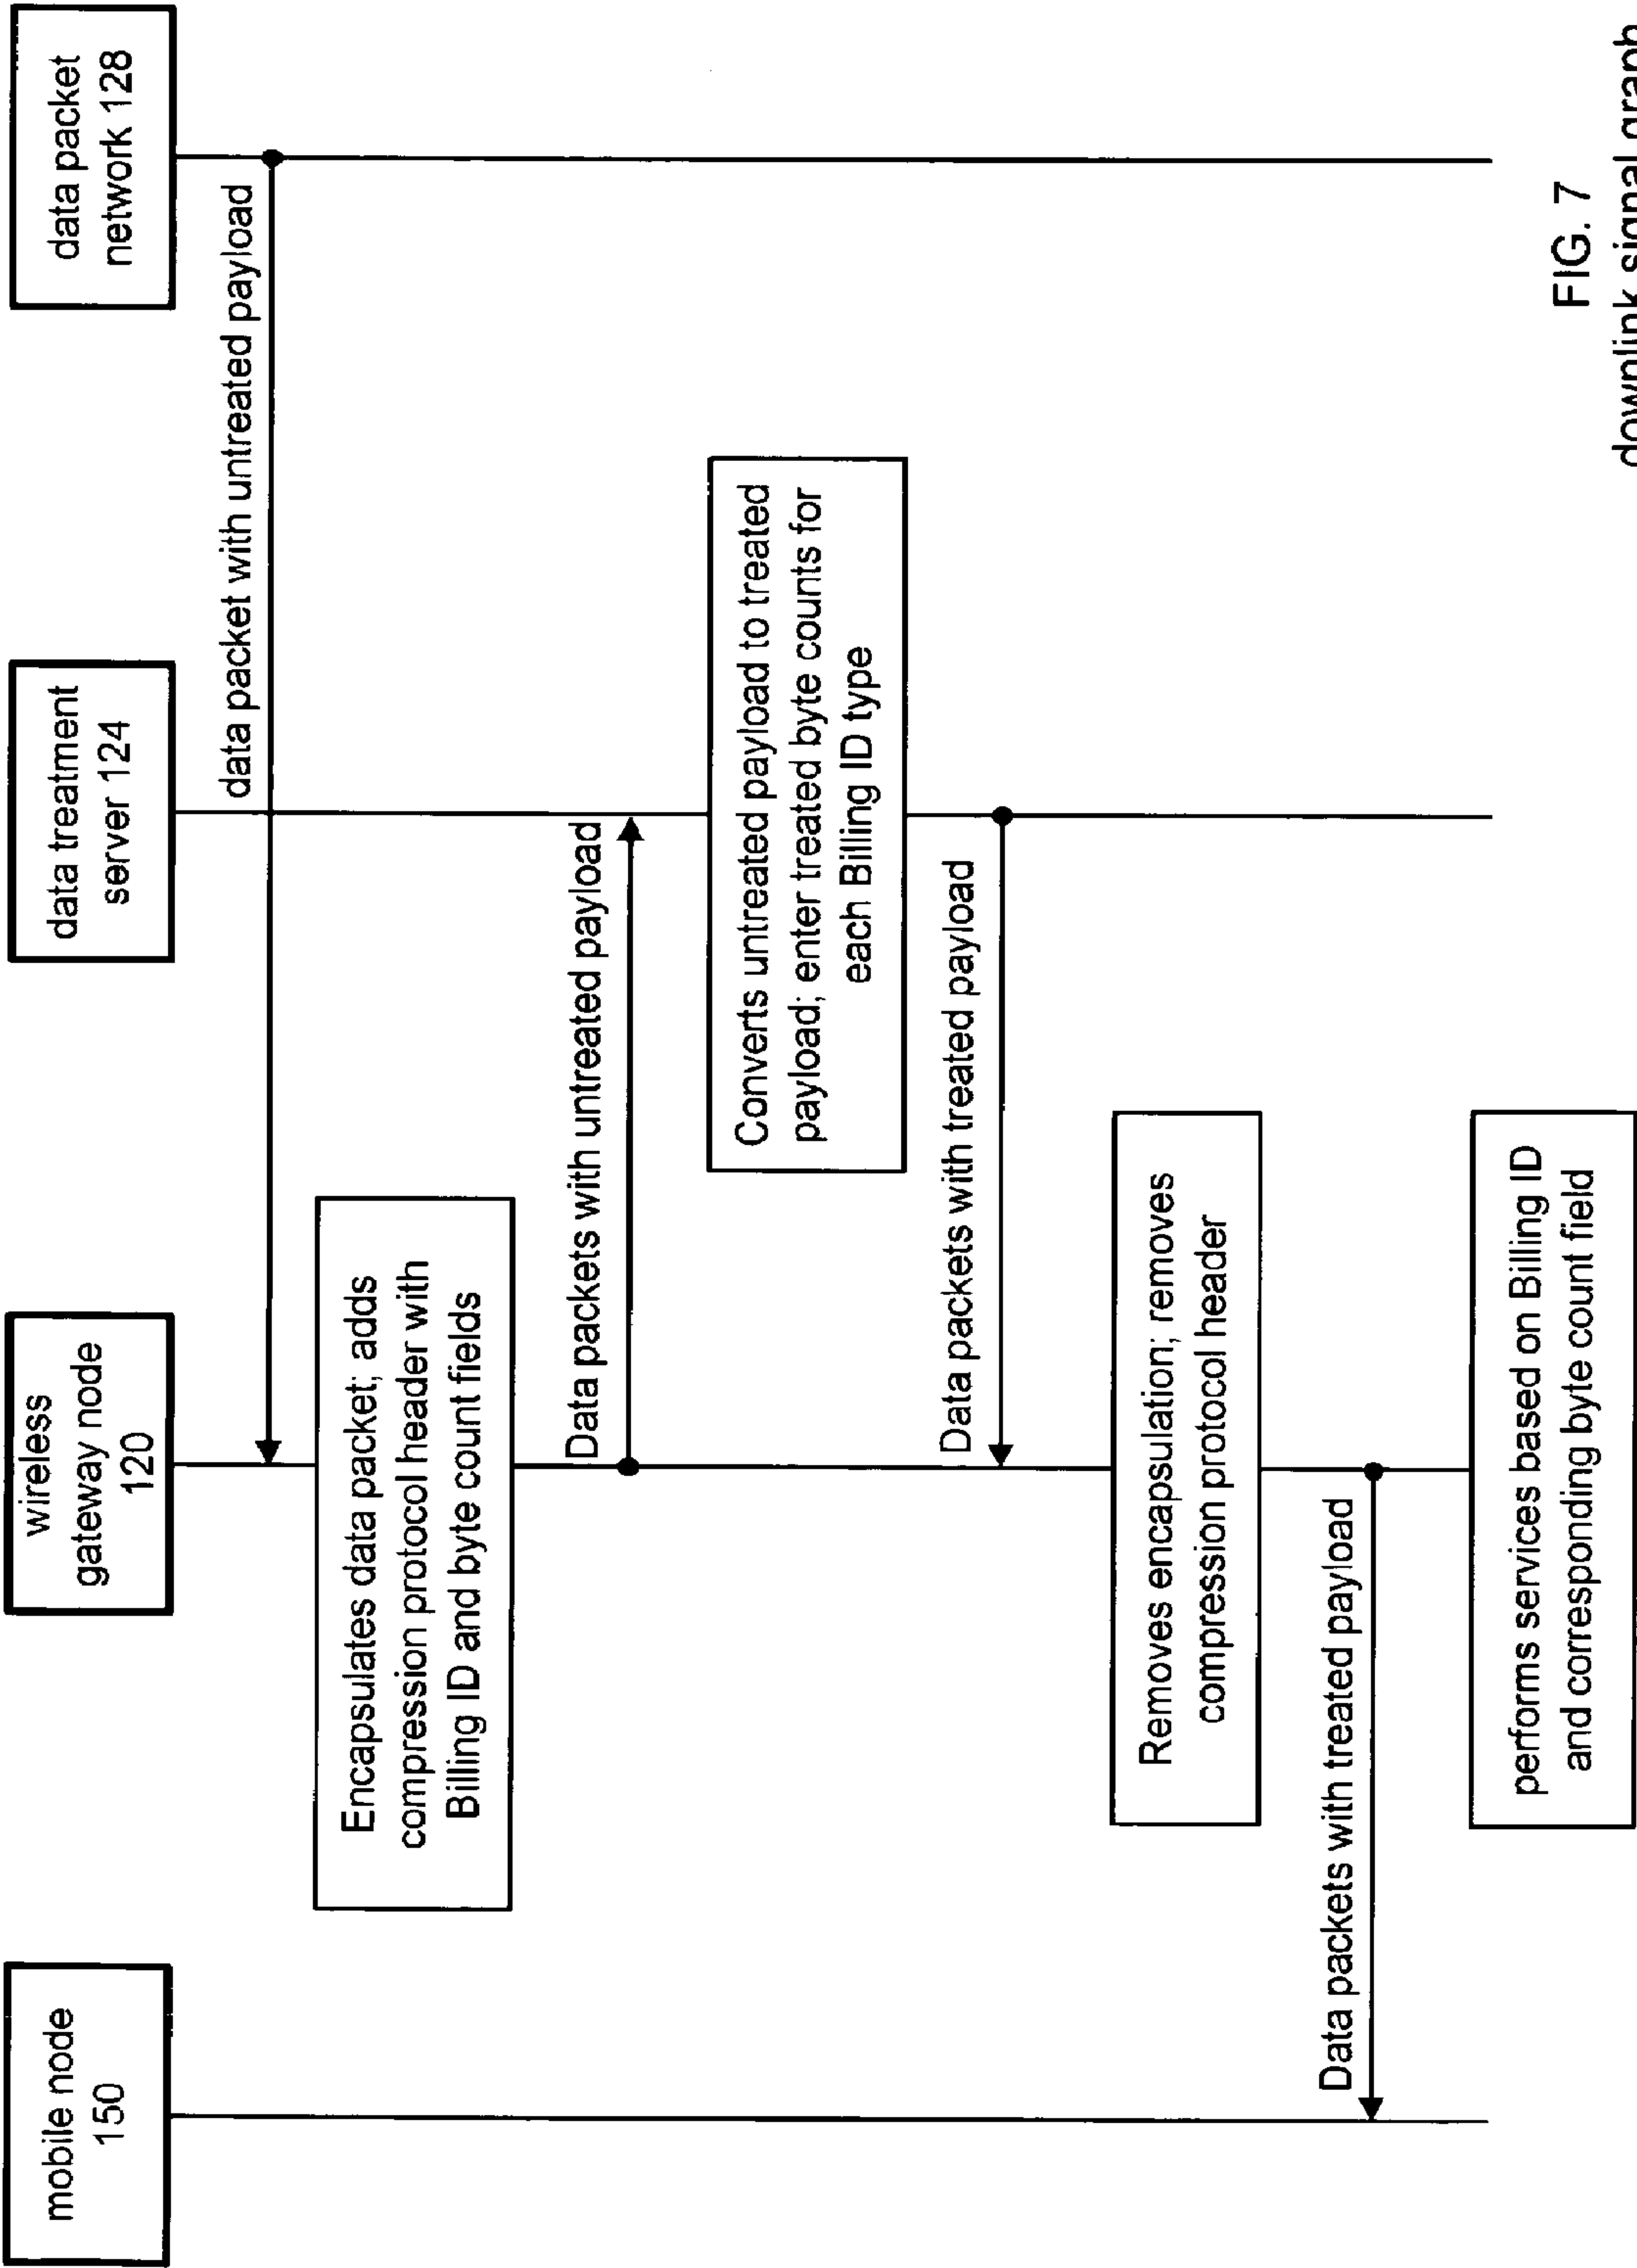 mobile node
150
wireless
gateway node
120
data treatment
server 124
data packet
network 128
data packet with untreated payload
Encapsulates data packet; adds
compression protocol header with
Billing ID and byte count fields
Data packets with untreated payload
Converts untreated payload to treated
payload; enter treated byte counts for
each Billing ID type
Data packets with treated payload
Removes encapsulation; removes
compression protocol header
Data packets with treated payload
performs services based on Billing ID
and corresponding byte count field
FIG. 7
downlink signal graph